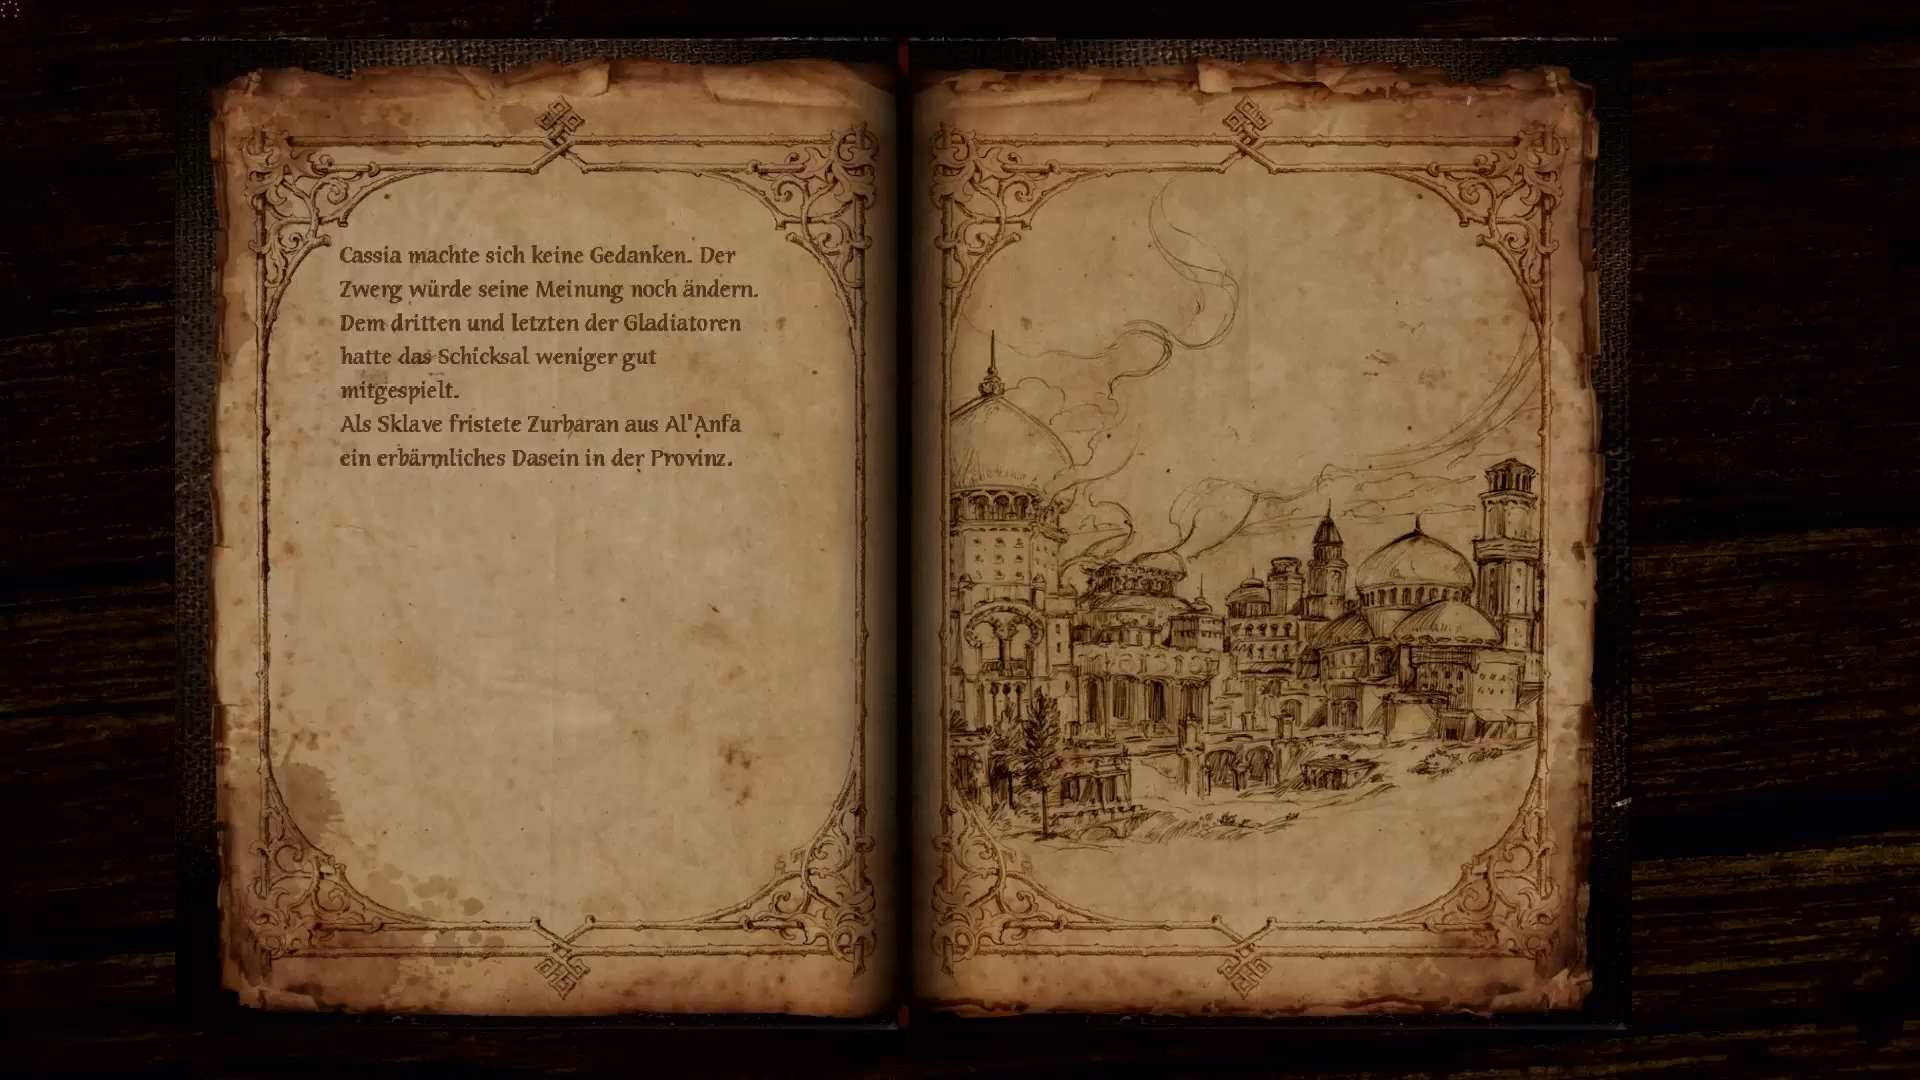 Cassia machte sich keine Gedanken. Der
Zwerg würde seine Meinung noch ändern.
Dem dritten und letzten der Gladiatoren
hatte das Schicksal weniger gut
mitgespielt.
Als Sklave fristete Zurbaran aus Al'Anfa
ein erbärmliches Dasein in der Provinz.